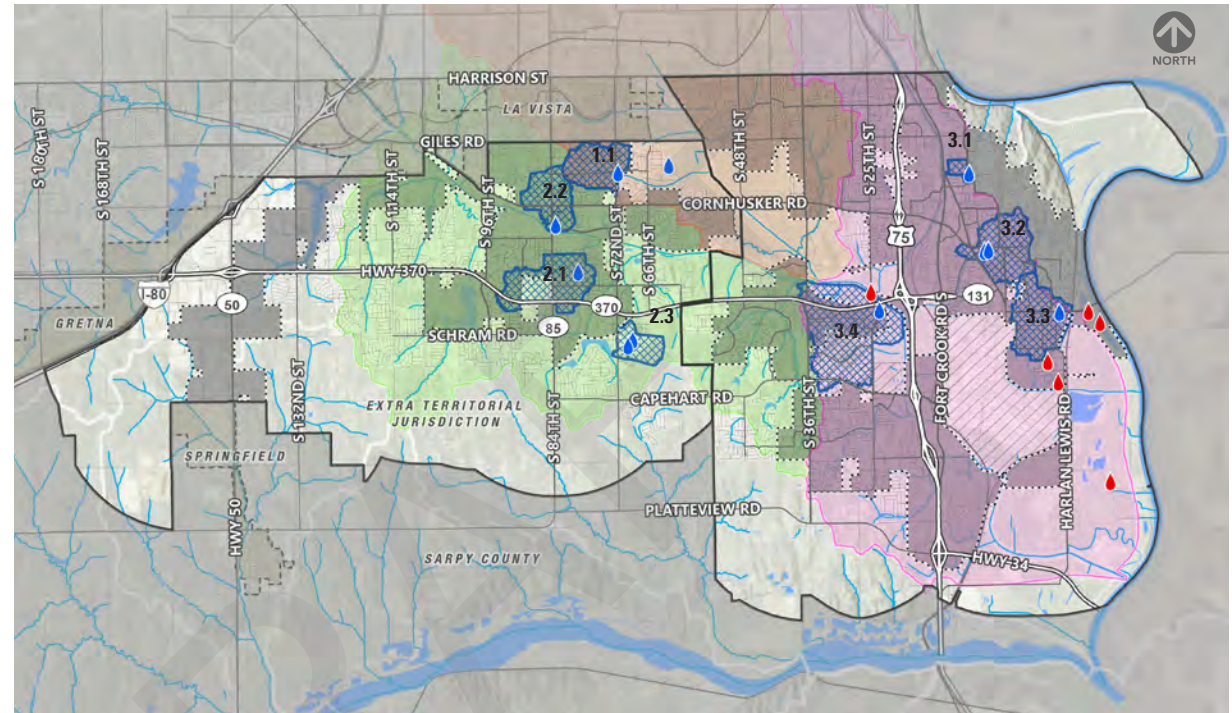 NORTH
HARRISON ST
LA VISTA
S 180TH ST
S 168TH ST
GILES RD
1.1
S 48TH ST
S 25TH ST
3.1
S 114TH ST
S 96TH ST
2.2
S 72ND ST
CORNHUSKER RD
S 66TH ST
75
3.2
HWY-370
2.1
I-80
50
370
2.3
131
GRETNA
SCHRAM RD
85
3.4
3.3
S 132ND ST
S 84TH ST
CAPEHART RD
S 36TH ST
FORT CROOK RD S
HARLAN LEWIS RD
EXTRA TERRITORIAL
JURISDICTION
SPRINGFIELD
HWY 50
PLATTEVIEW RD
SARPY COUNTY
HWY-34